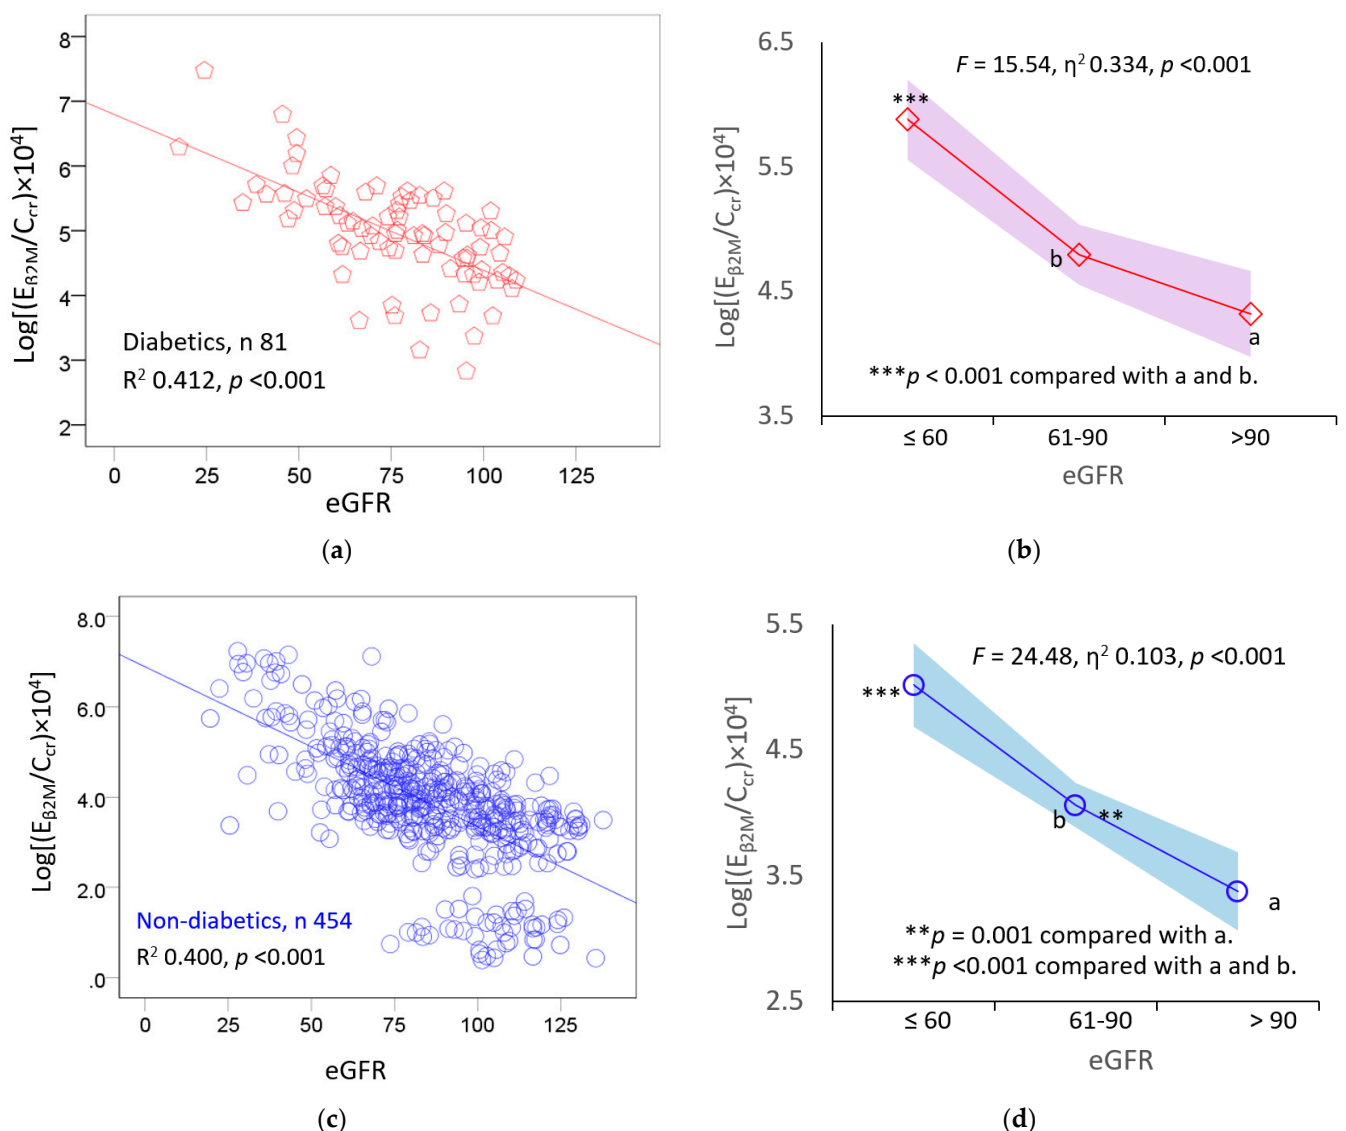 8
7
6
5
4
3
2
Log[(Eβ2M/Ccr)×10⁴]
Diabetics, n 81
R² 0.412, p <0.001
0 25 50 75 100 125
eGFR
(a)
6.5
5.5
4.5
3.5
Log[(Eβ2M/Ccr)×10⁴]
F = 15.54, η² 0.334, p <0.001
***
b
a
***p < 0.001 compared with a and b.
≤ 60 61-90 >90
eGFR
(b)
8.0
6.0
4.0
2.0
.0
Log[(Eβ2M/Ccr)×10⁴]
Non-diabetics, n 454
R² 0.400, p <0.001
0 25 50 75 100 125
eGFR
(c)
5.5
4.5
3.5
2.5
Log[(Eβ2M/Ccr)×10⁴]
F = 24.48, η² 0.103, p <0.001
***
b **
a
**p = 0.001 compared with a.
***p <0.001 compared with a and b.
≤ 60 61-90 > 90
eGFR
(d)